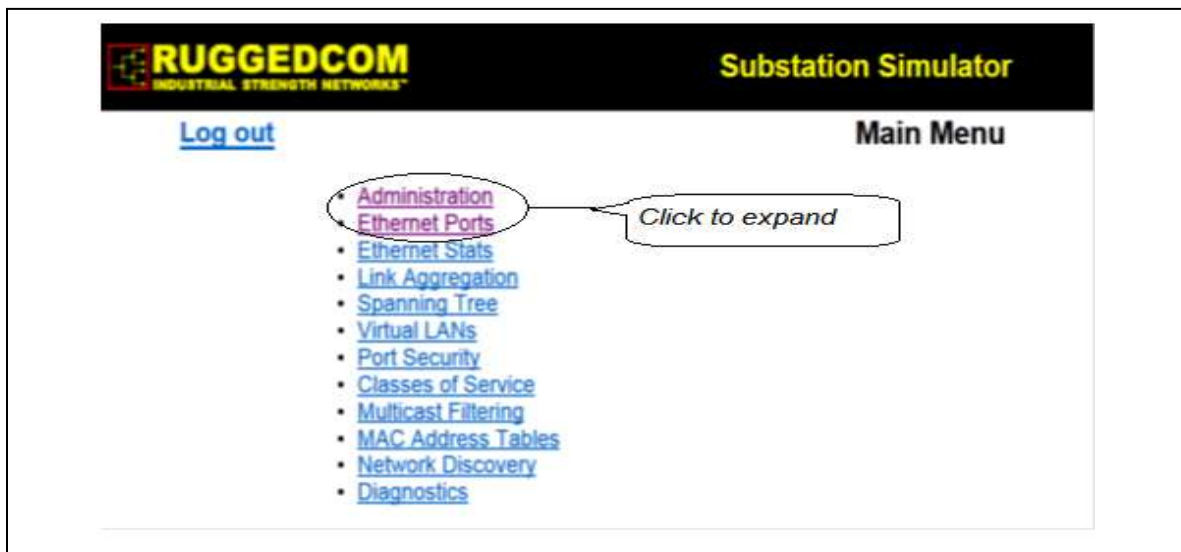 RUGGEDCOM
INDUSTRIAL STRENGTH NETWORKS™
Substation Simulator
Log out
Main Menu
• Administration
• Ethernet Ports
• Ethernet Stats
• Link Aggregation
• Spanning Tree
• Virtual LANs
• Port Security
• Classes of Service
• Multicast Filtering
• MAC Address Tables
• Network Discovery
• Diagnostics
Click to expand